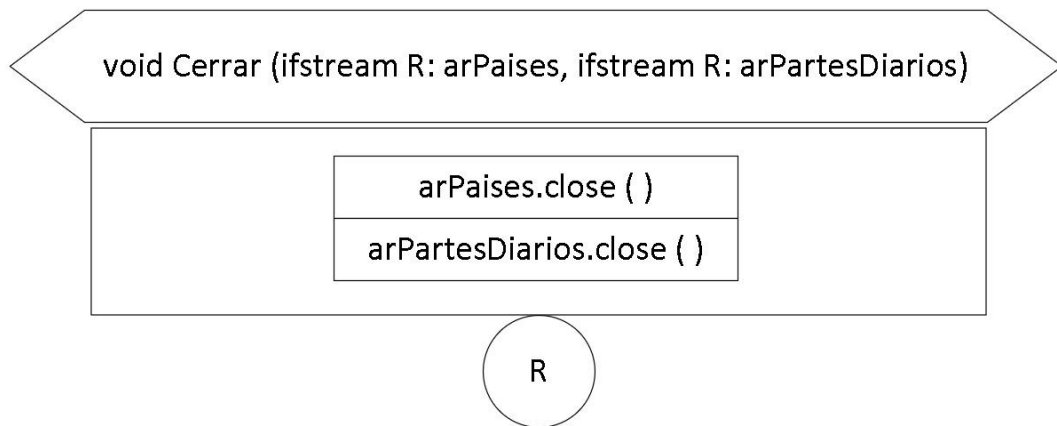 void Cerrar (ifstream R: arPaises, ifstream R: arPartesDiarios)
arPaises.close ( )
arPartesDiarios.close ( )
R